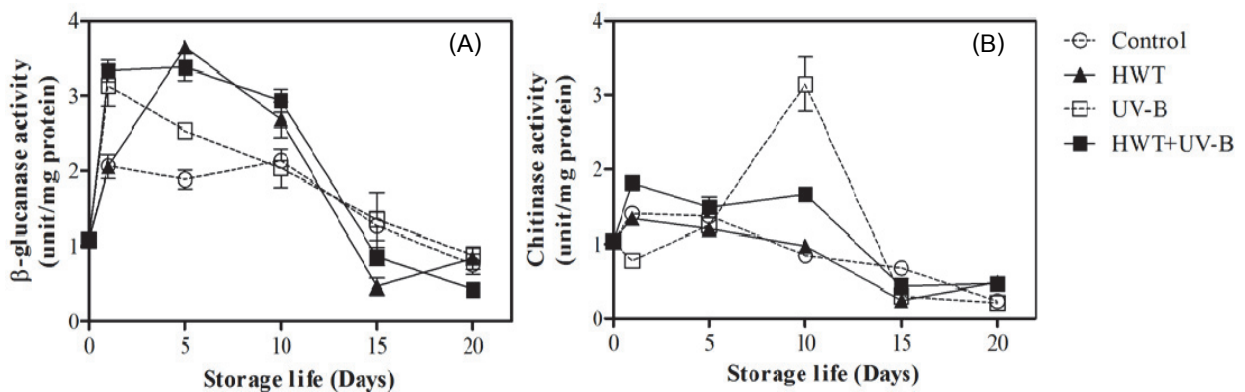 (A)
β-glucanase activity
(unit/mg protein)
4
3
2
1
0
0 5 10 15 20
Storage life (Days)
(B)
Chitinase activity
(unit/mg protein)
4
3
2
1
0
0 5 10 15 20
Storage life (Days)
Control
HWT
UV-B
HWT+UV-B